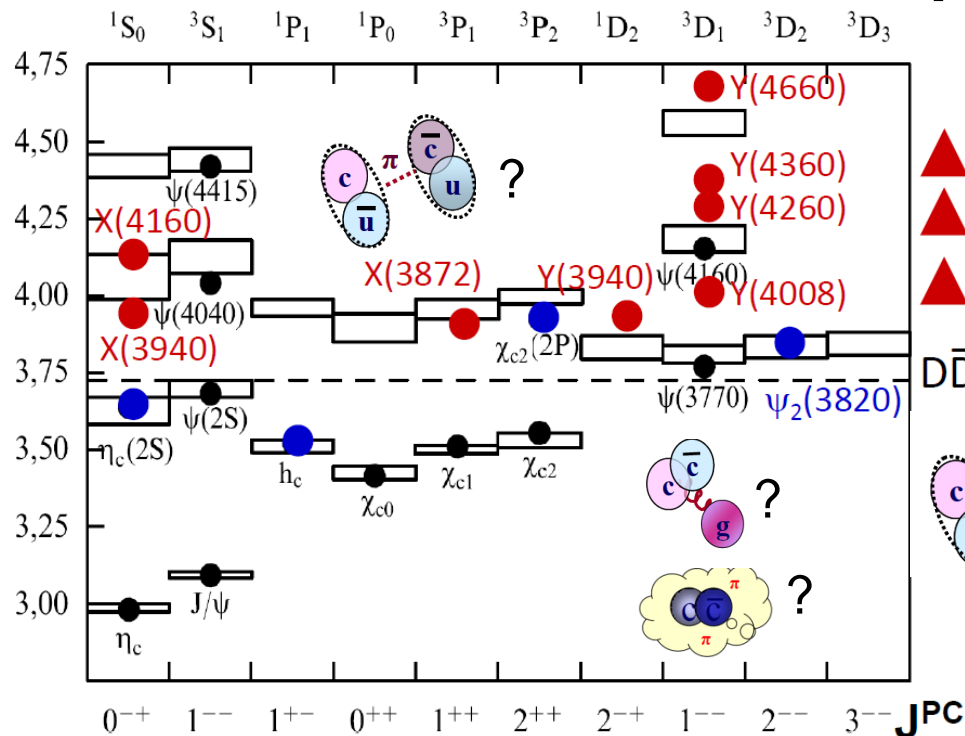 ¹S₀ ³S₁ ¹P₁ ¹P₀ ³P₁ ³P₂ ¹D₂ ³D₁ ³D₂ ³D₃
4,75
Y(4660)
4,50
ψ(4415)
c π c̅
ū u ?
Y(4360)
4,25
X(4160)
Y(4260)
ψ(4160)
4,00
X(3872) Y(3940)
Y(4008)
ψ(4040)
X(3940)
χc2(2P)
3,75
DD̅
ψ(3770) ψ₂(3820)
ψ(2S)
ηc(2S)
3,50
hc χc0 χc1 χc2
c c̅ g ?
3,25
3,00
J/ψ
ηc
π c c̅ π ?
c
0⁻⁺ 1⁻⁻ 1⁺⁻ 0⁺⁺ 1⁺⁺ 2⁺⁺ 2⁻⁺ 1⁻⁻ 2⁻⁻ 3⁻⁻ Jᴾᶜ